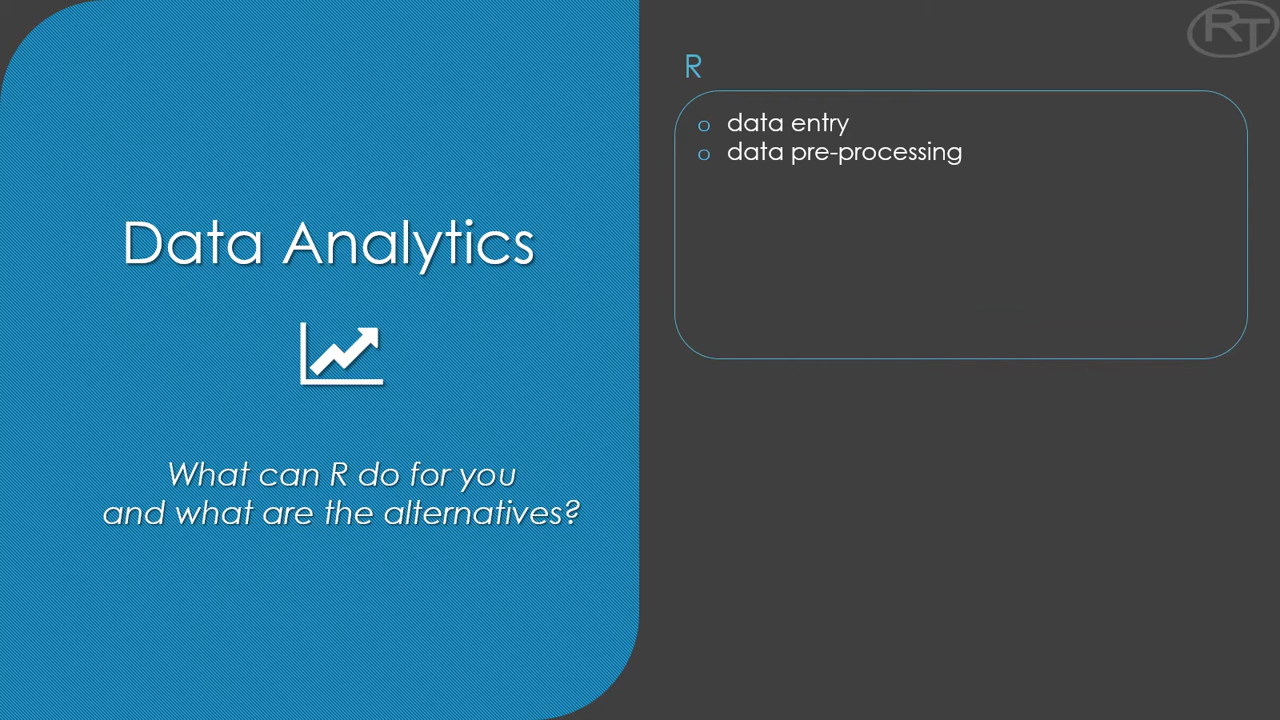 Data Analytics
What can R do for you
and what are the alternatives?
RT
R
o data entry
o data pre-processing